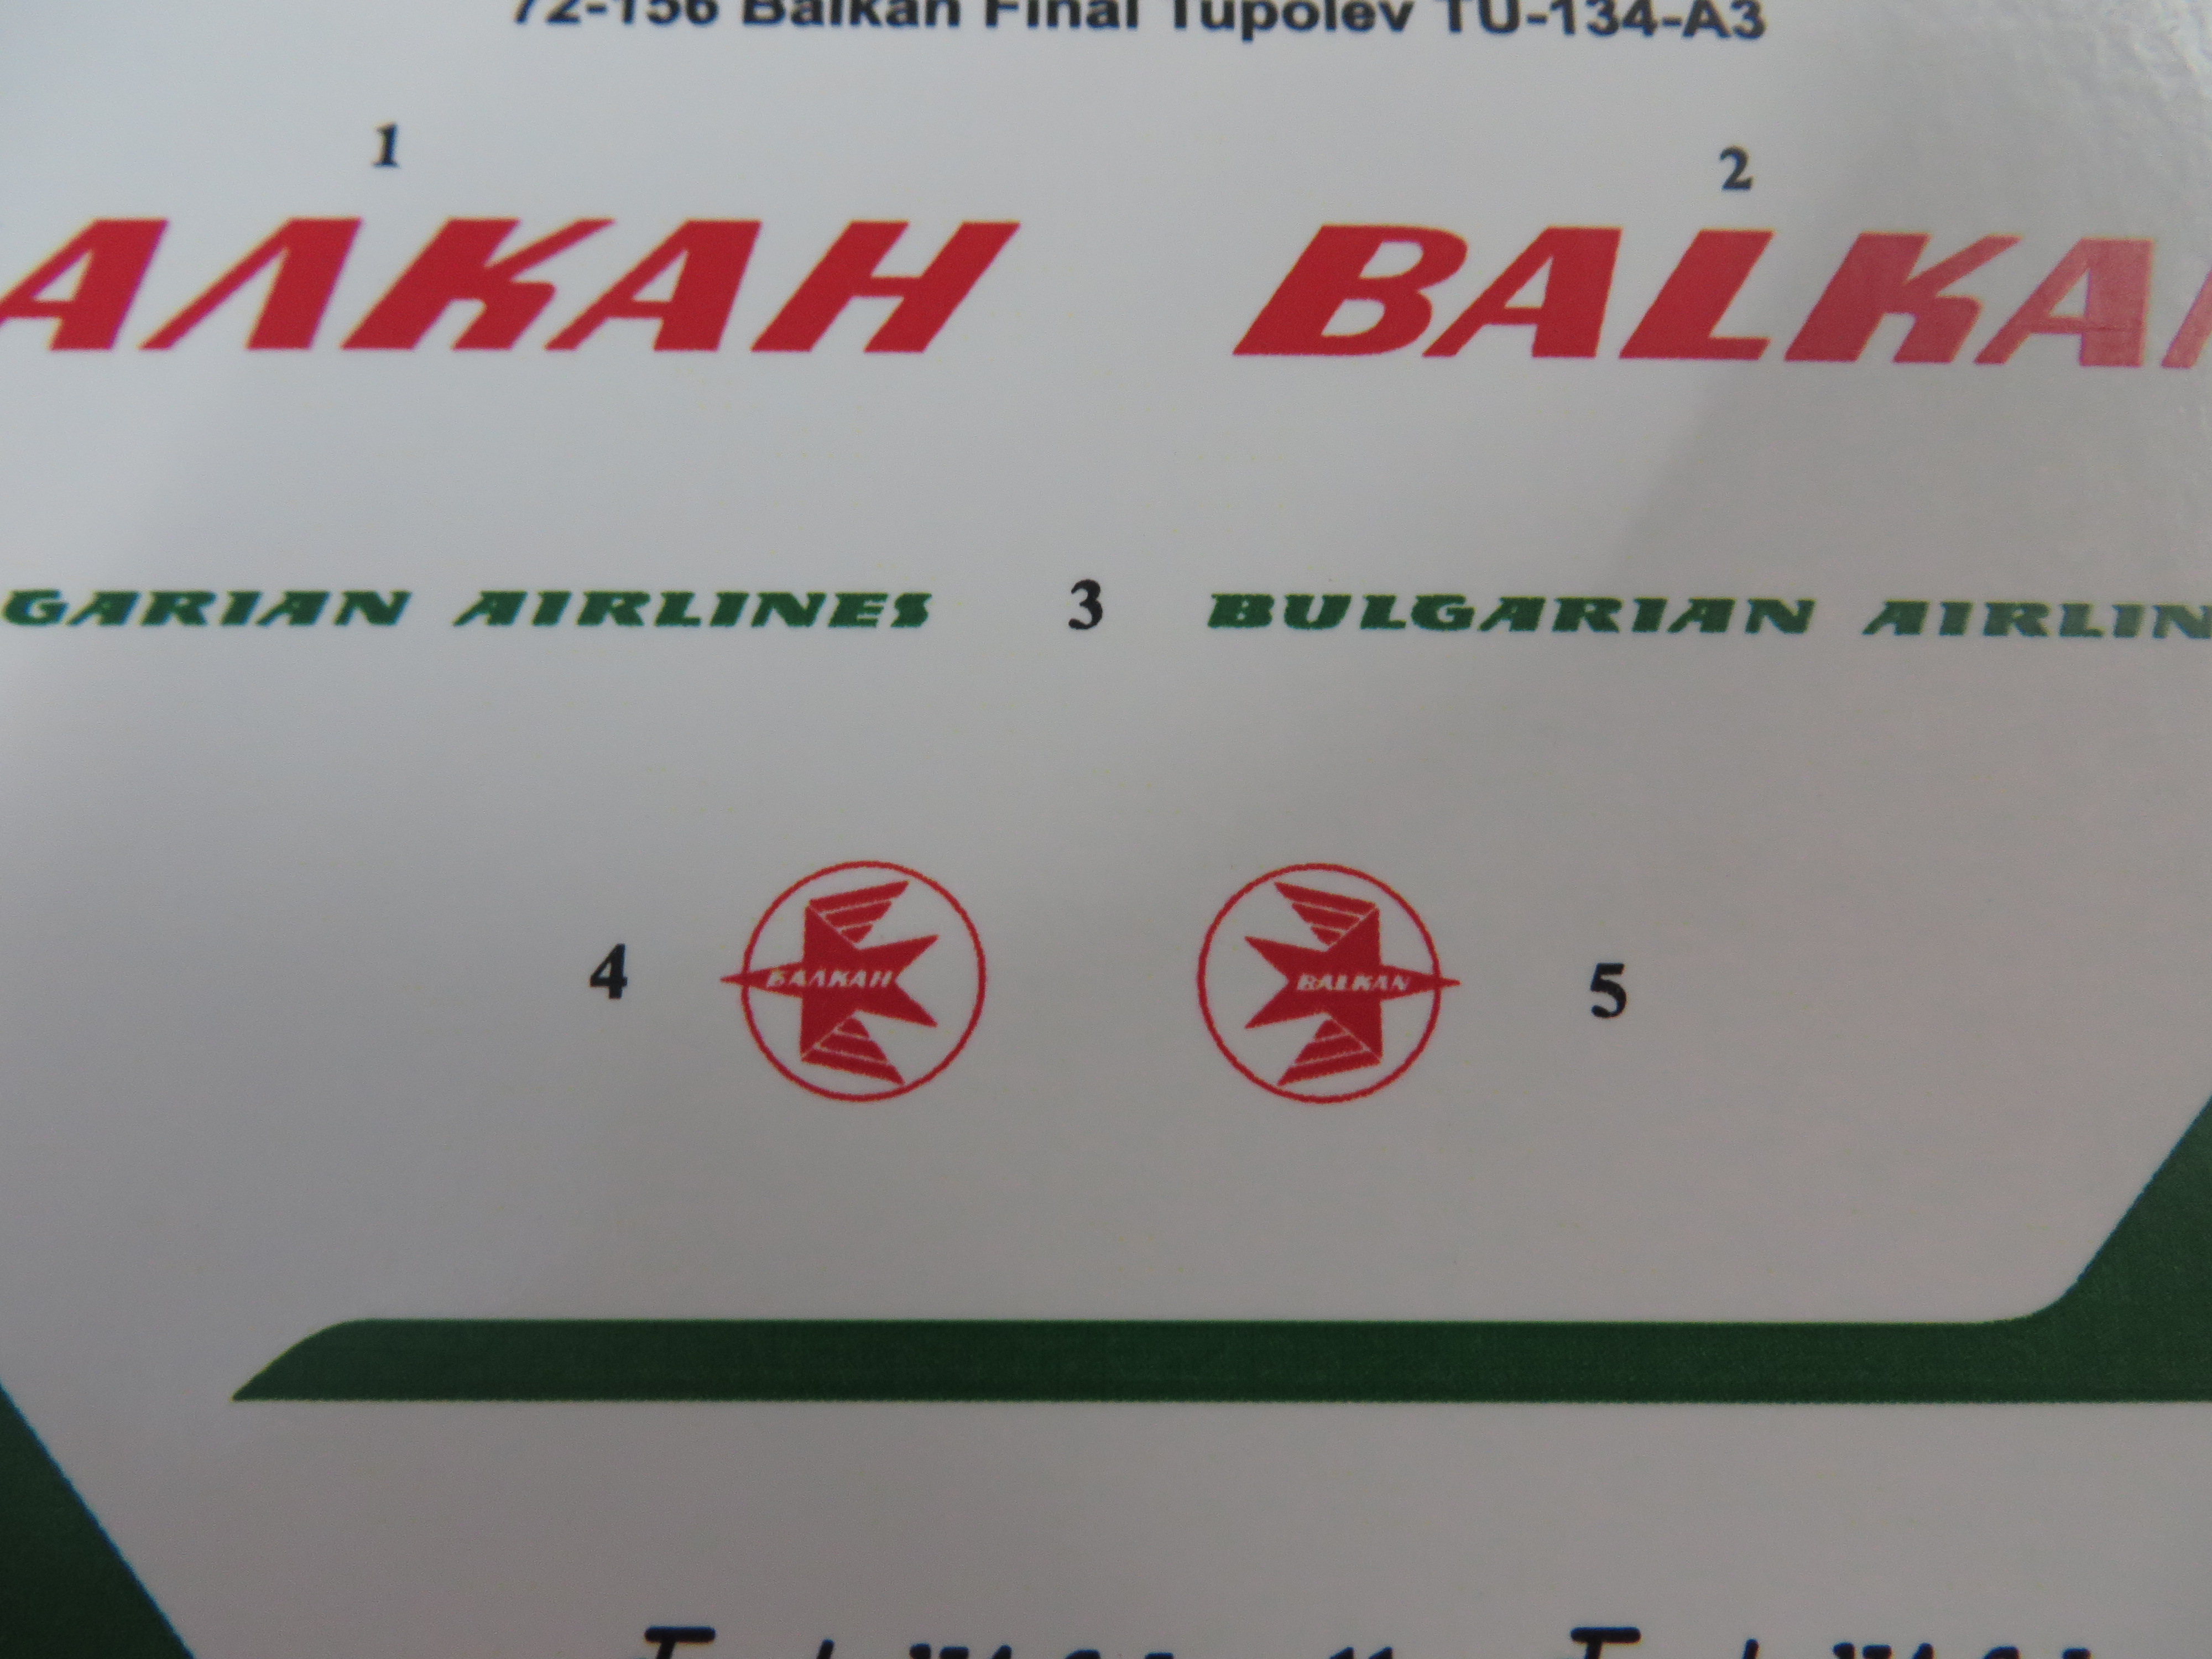 72-156 Balkan Final Tupolev TU-134-A3
1
2
АЛКАН
BALKA
GARIAN AIRLINES
3
BULGARIAN AIRLIN
4
БАЛКАН
BALKAN
5